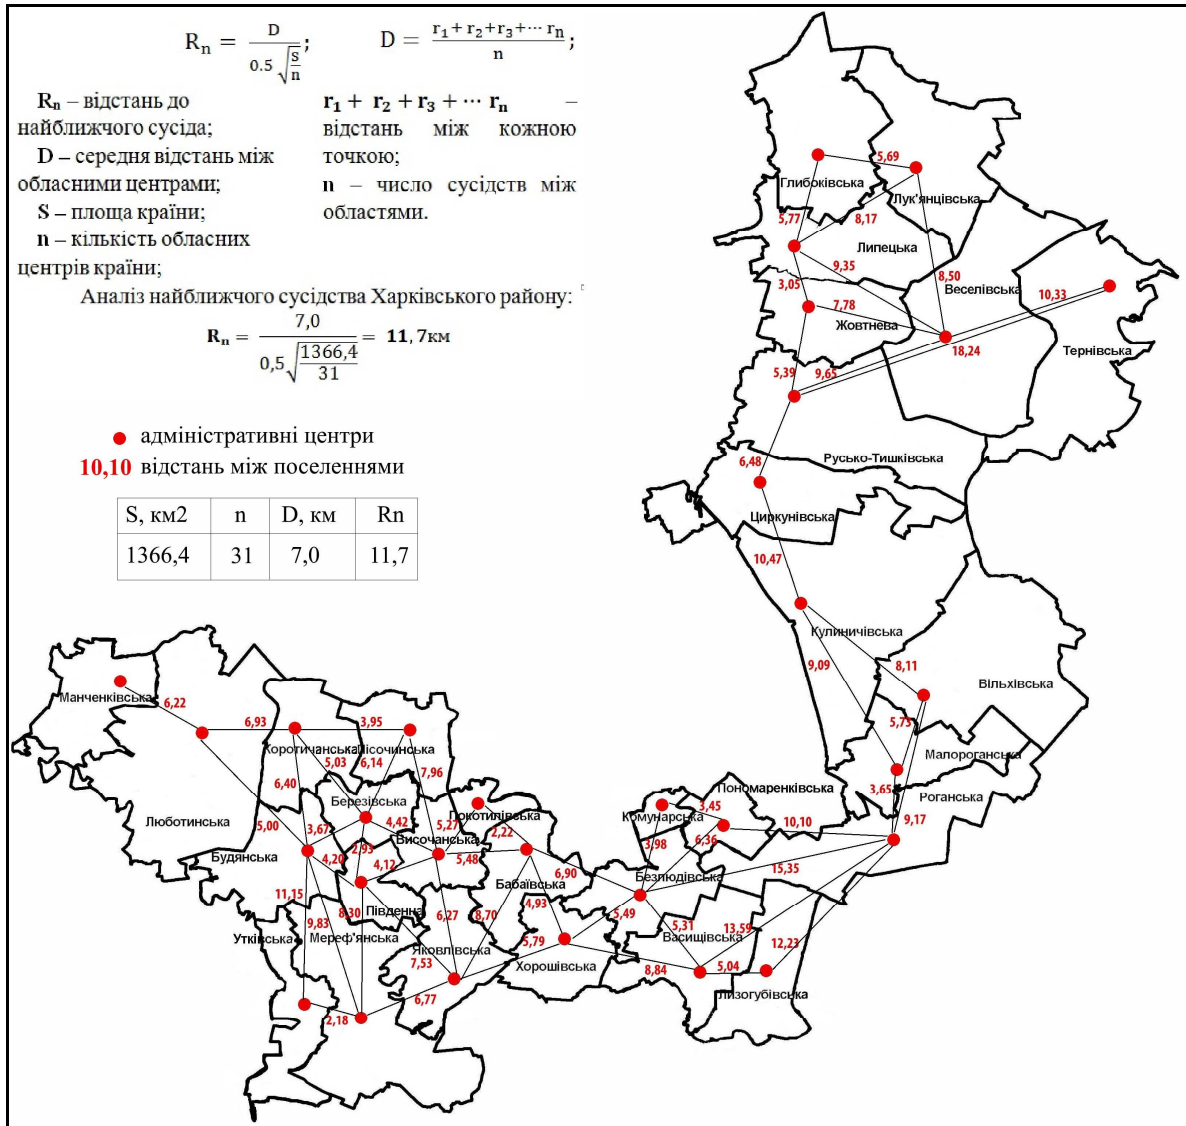 Rₙ = D / 0.5 √(S/n); D = r₁ + r₂ + r₃ + ⋯ rₙ / n;
Rₙ – відстань до
найближчого сусіда;
D – середня відстань між
обласними центрами;
S – площа країни;
n – кількість обласних
центрів країни;
r₁ + r₂ + r₃ + ⋯ rₙ –
відстань між кожною
точкою;
n – число сусідств між
областями.
Аналіз найближчого сусідства Харківського району:
Rₙ = 7,0 / 0,5 √(1366,4/31) = 11,7км
адміністративні центри
10,10 відстань між поселеннями
S, км2 n D, км Rn
1366,4 31 7,0 11,7
5,69
Глибоківська
Лук'янцівська
5,77
8,17
Липецька
9,35
8,50
3,05
Веселівська
10,33
7,78
Жовтнева
18,24
Тернівська
5,39
9,65
Русько-Тишківська
6,48
Циркунівська
10,47
Кулиничівська
9,09
8,11
Вільхівська
5,73
Малороганська
3,65
Роганська
9,17
Манченківська
6,22
6,93
3,95
Коротичанська
Пісочинська
5,03
6,14
7,96
6,40
Березівська
Люботинська
5,00
3,67
4,42
5,27
Покотилівська
2,22
Височанська
Будянська
4,20
2,93
4,12
5,48
Бабаївська
6,90
Комунарська
3,45
Пономаренківська
10,10
3,98
6,36
Безлюдівська
15,35
11,15
9,83
8,30
Південна
6,27
8,70
4,93
5,49
5,31
13,59
Утківська
Мереф'янська
Яковлівська
5,79
Васищівська
12,23
7,53
Хорошівська
8,84
5,04
6,77
Лизогубівська
2,18